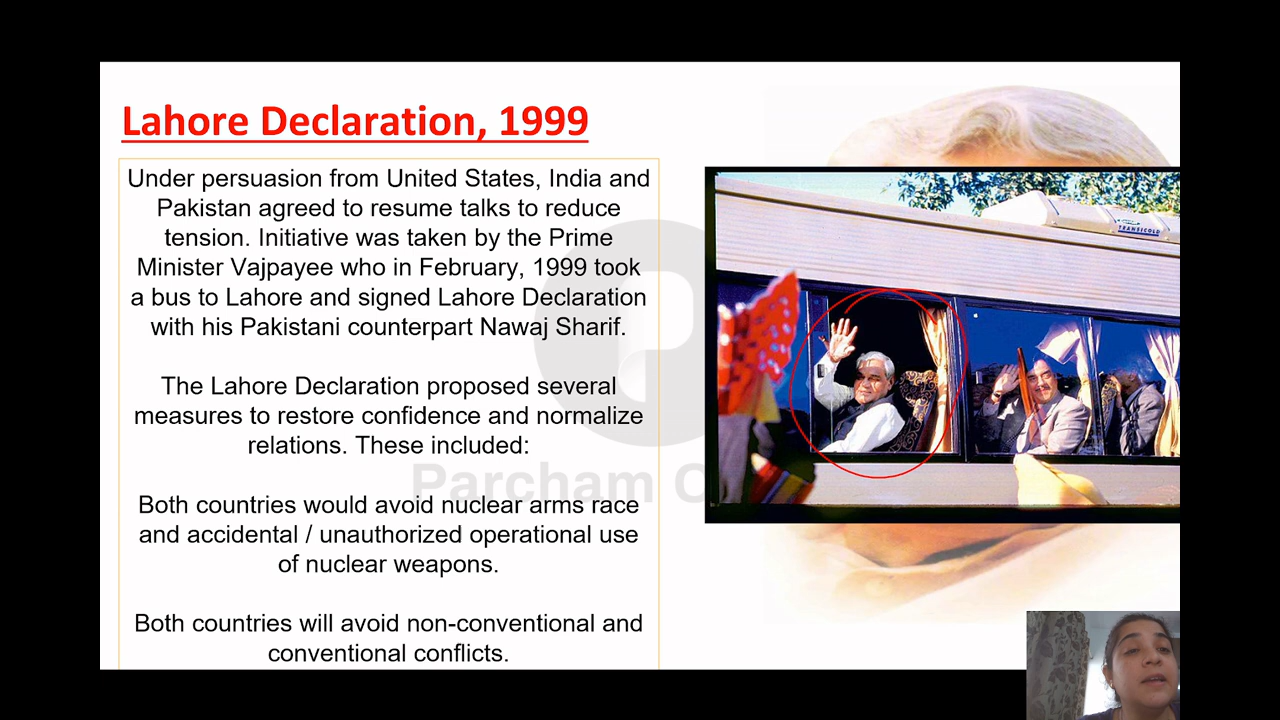 Lahore Declaration, 1999
Under persuasion from United States, India and
Pakistan agreed to resume talks to reduce
tension. Initiative was taken by the Prime
Minister Vajpayee who in February, 1999 took
a bus to Lahore and signed Lahore Declaration
with his Pakistani counterpart Nawaj Sharif.
The Lahore Declaration proposed several
measures to restore confidence and normalize
relations. These included:
Both countries would avoid nuclear arms race
and accidental / unauthorized operational use
of nuclear weapons.
Both countries will avoid non-conventional and
conventional conflicts.
TRANSICOLD
Parcham